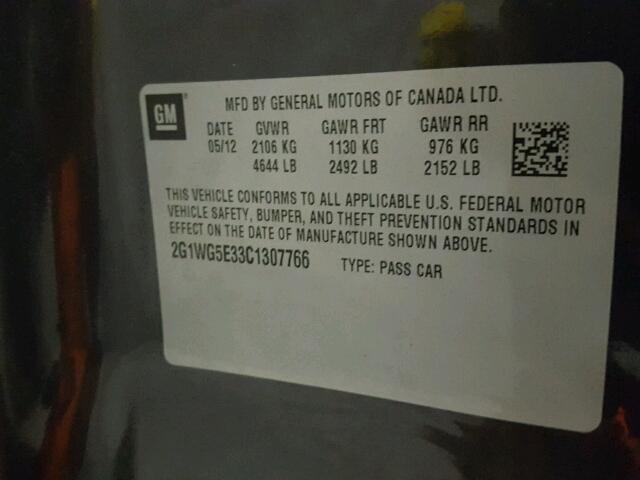 GM
MFD BY GENERAL MOTORS OF CANADA LTD.
DATE GVWR GAWR FRT GAWR RR
05/12 2106 KG 1130 KG 976 KG
4644 LB 2492 LB 2152 LB
THIS VEHICLE CONFORMS TO ALL APPLICABLE U.S. FEDERAL MOTOR
VEHICLE SAFETY, BUMPER, AND THEFT PREVENTION STANDARDS IN
EFFECT ON THE DATE OF MANUFACTURE SHOWN ABOVE.
2G1WG5E33C1307766 TYPE: PASS CAR